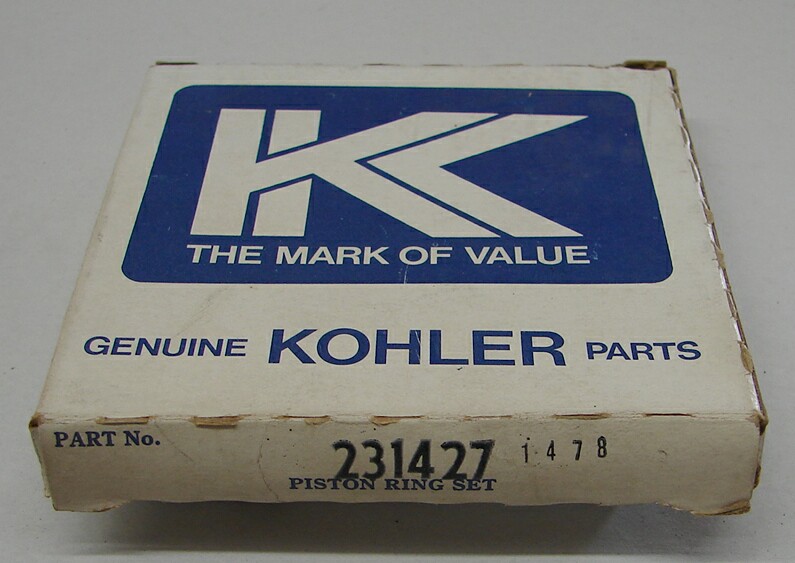 K
THE MARK OF VALUE
GENUINE KOHLER PARTS
PART No.
231427 1478
PISTON RING SET